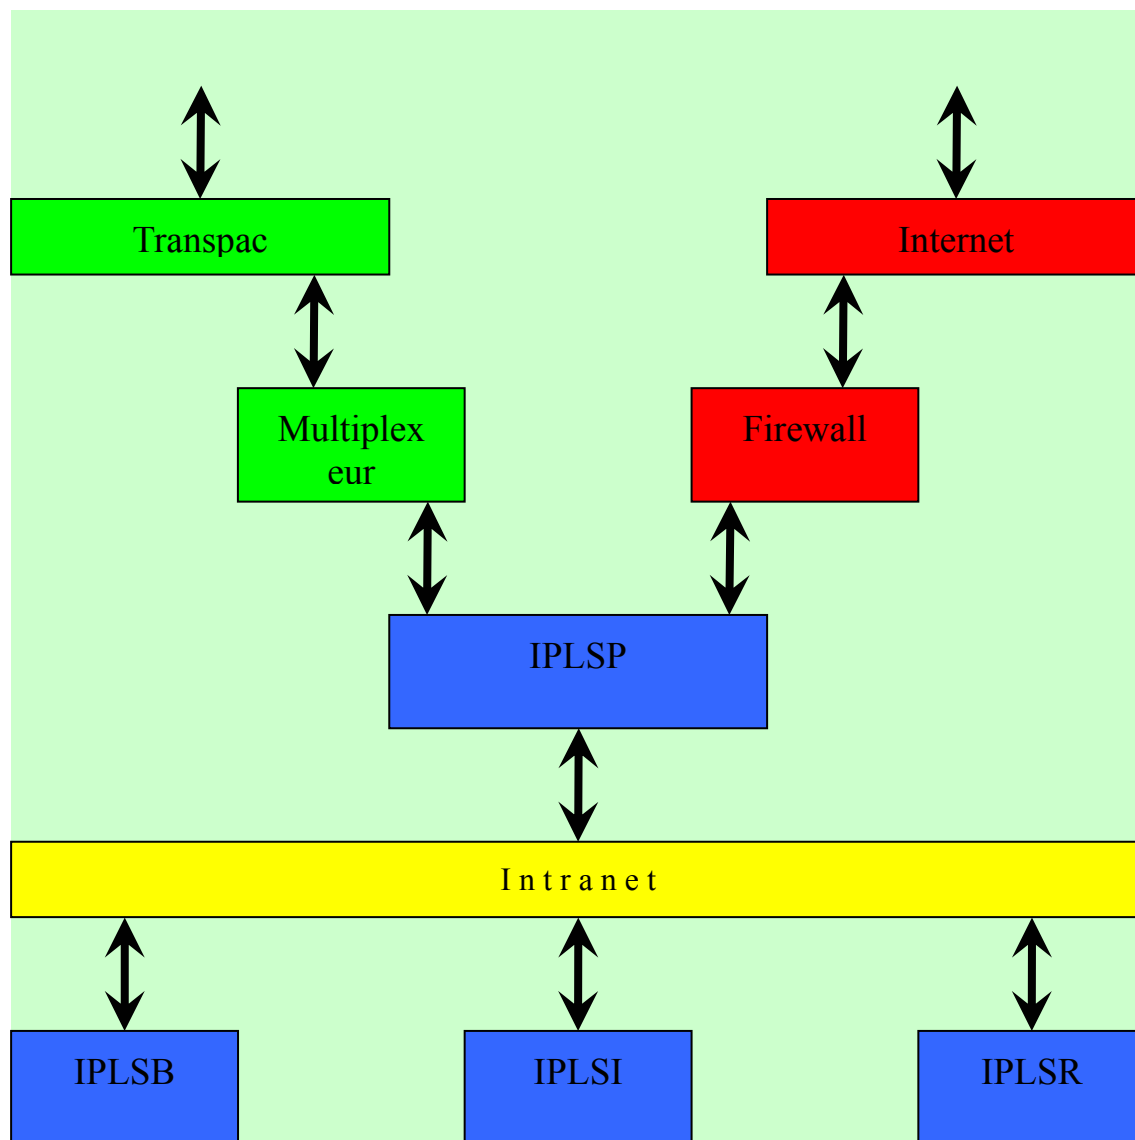 Transpac
Internet
Multiplex
eur
Firewall
IPLSP
I n t r a n e t
IPLSB
IPLSI
IPLSR